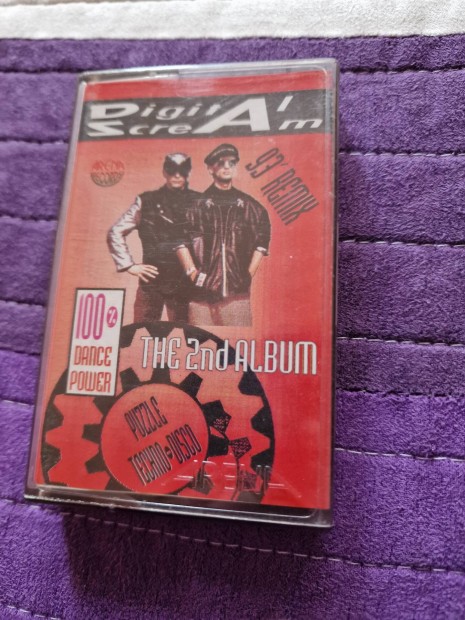 DigitAl
ScreAm
93' REMIX
100%
DANCE
POWER
THE 2nd ALBUM
PUZZLE
TECHNO-DISCO